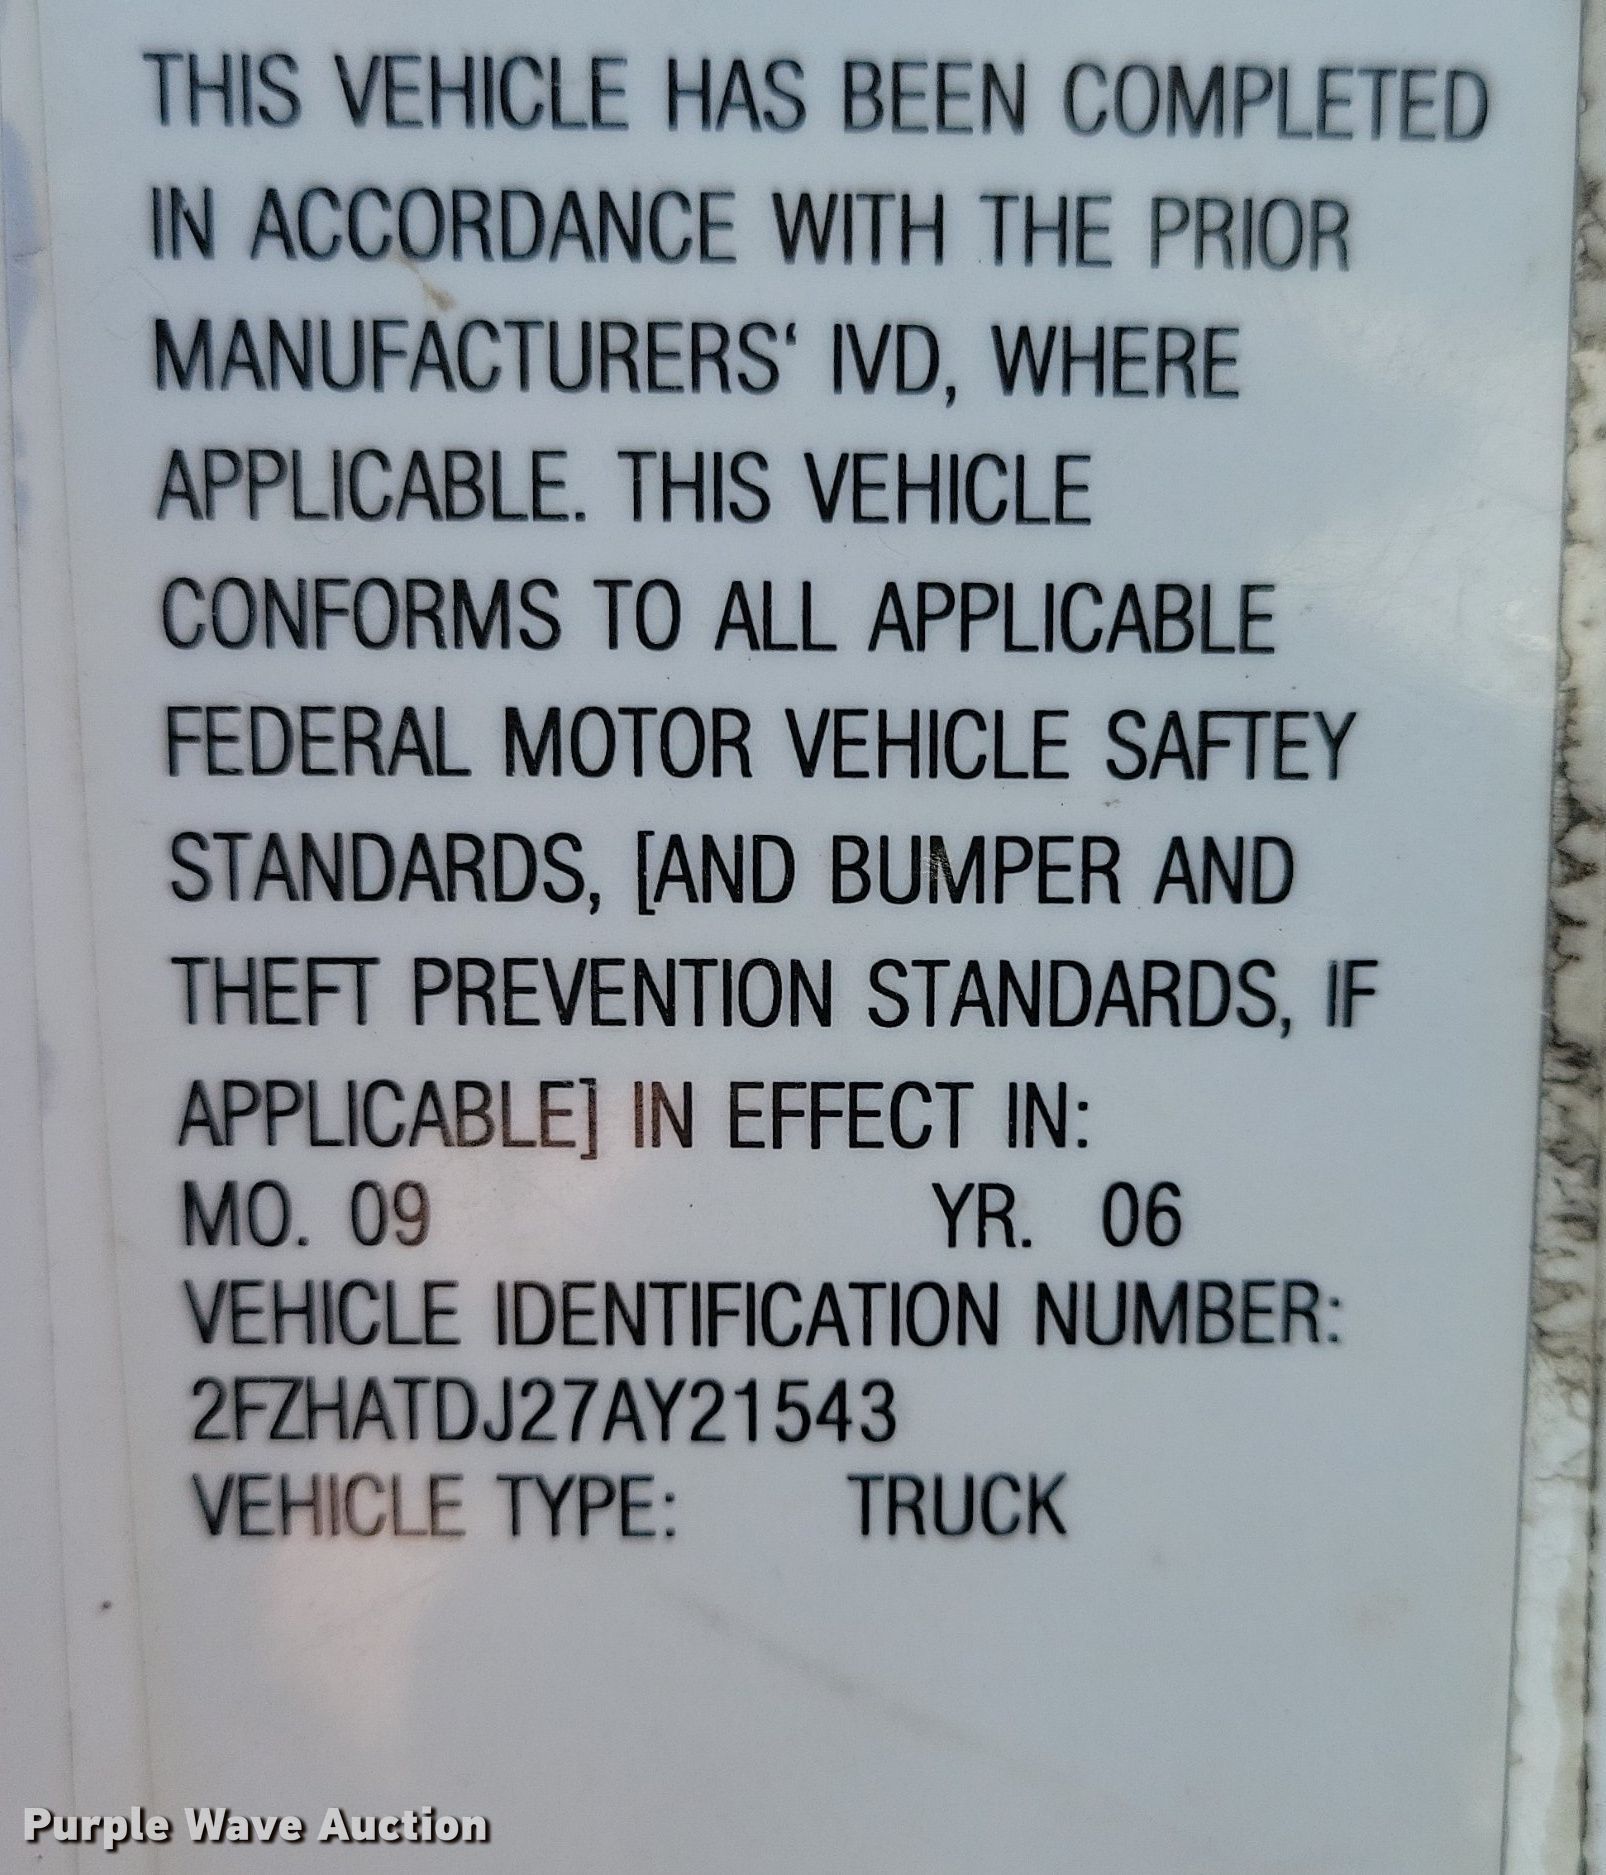 THIS VEHICLE HAS BEEN COMPLETED
IN ACCORDANCE WITH THE PRIOR
MANUFACTURERS‘ IVD, WHERE
APPLICABLE. THIS VEHICLE
CONFORMS TO ALL APPLICABLE
FEDERAL MOTOR VEHICLE SAFTEY
STANDARDS, [AND BUMPER AND
THEFT PREVENTION STANDARDS, IF
APPLICABLE] IN EFFECT IN:
MO. 09 YR. 06
VEHICLE IDENTIFICATION NUMBER:
2FZHATDJ27AY21543
VEHICLE TYPE: TRUCK
Purple Wave Auction